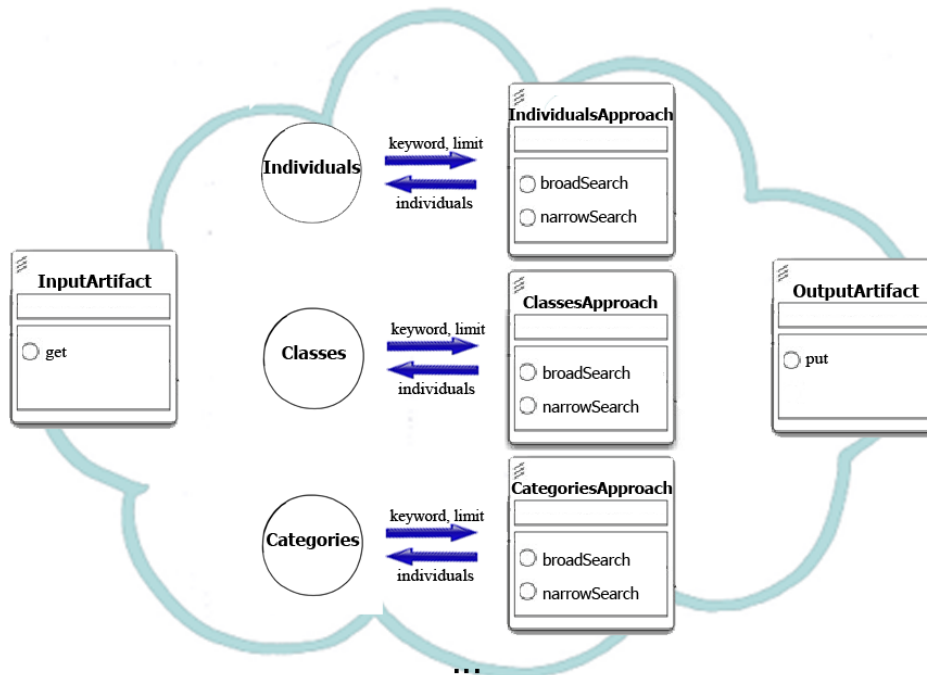 IndividualsApproach
Individuals
keyword, limit
individuals
broadSearch
narrowSearch
InputArtifact
get
ClassesApproach
Classes
keyword, limit
individuals
broadSearch
narrowSearch
OutputArtifact
put
CategoriesApproach
Categories
keyword, limit
individuals
broadSearch
narrowSearch
...